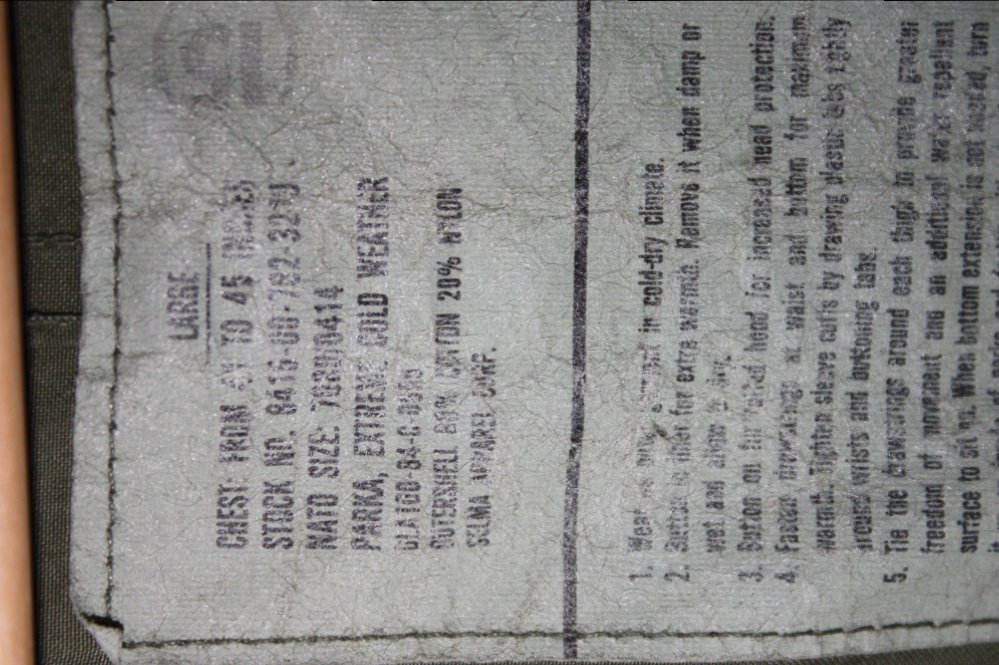 LARGE
CHEST: FROM 41 TO 45 INCHES
STOCK NO. 8415-00-782-3218
NATO SIZE: 7080/0414
PARKA, EXTREME COLD WEATHER
DLA100-84-C
OUTERSHELL 80% COTTON 20% NYLON
SELMA APPAREL CORP.
1. Wear as outer garment in cold-dry climate.
2. Button in liner for extra warmth. Remove it when damp or
wet and allow to dry.
3. Button on fur ruffed hood for increased head protection.
4. Fasten drawstrings at waist and bottom for maximum
warmth. Tighten sleeve cuffs by drawing elastic tabs tightly
around wrists and buttoning tabs.
5. Tie the drawstrings around each thigh to provide greater
freedom of movement and an additional water repellent
surface to sit on. When bottom extension is not needed, turn